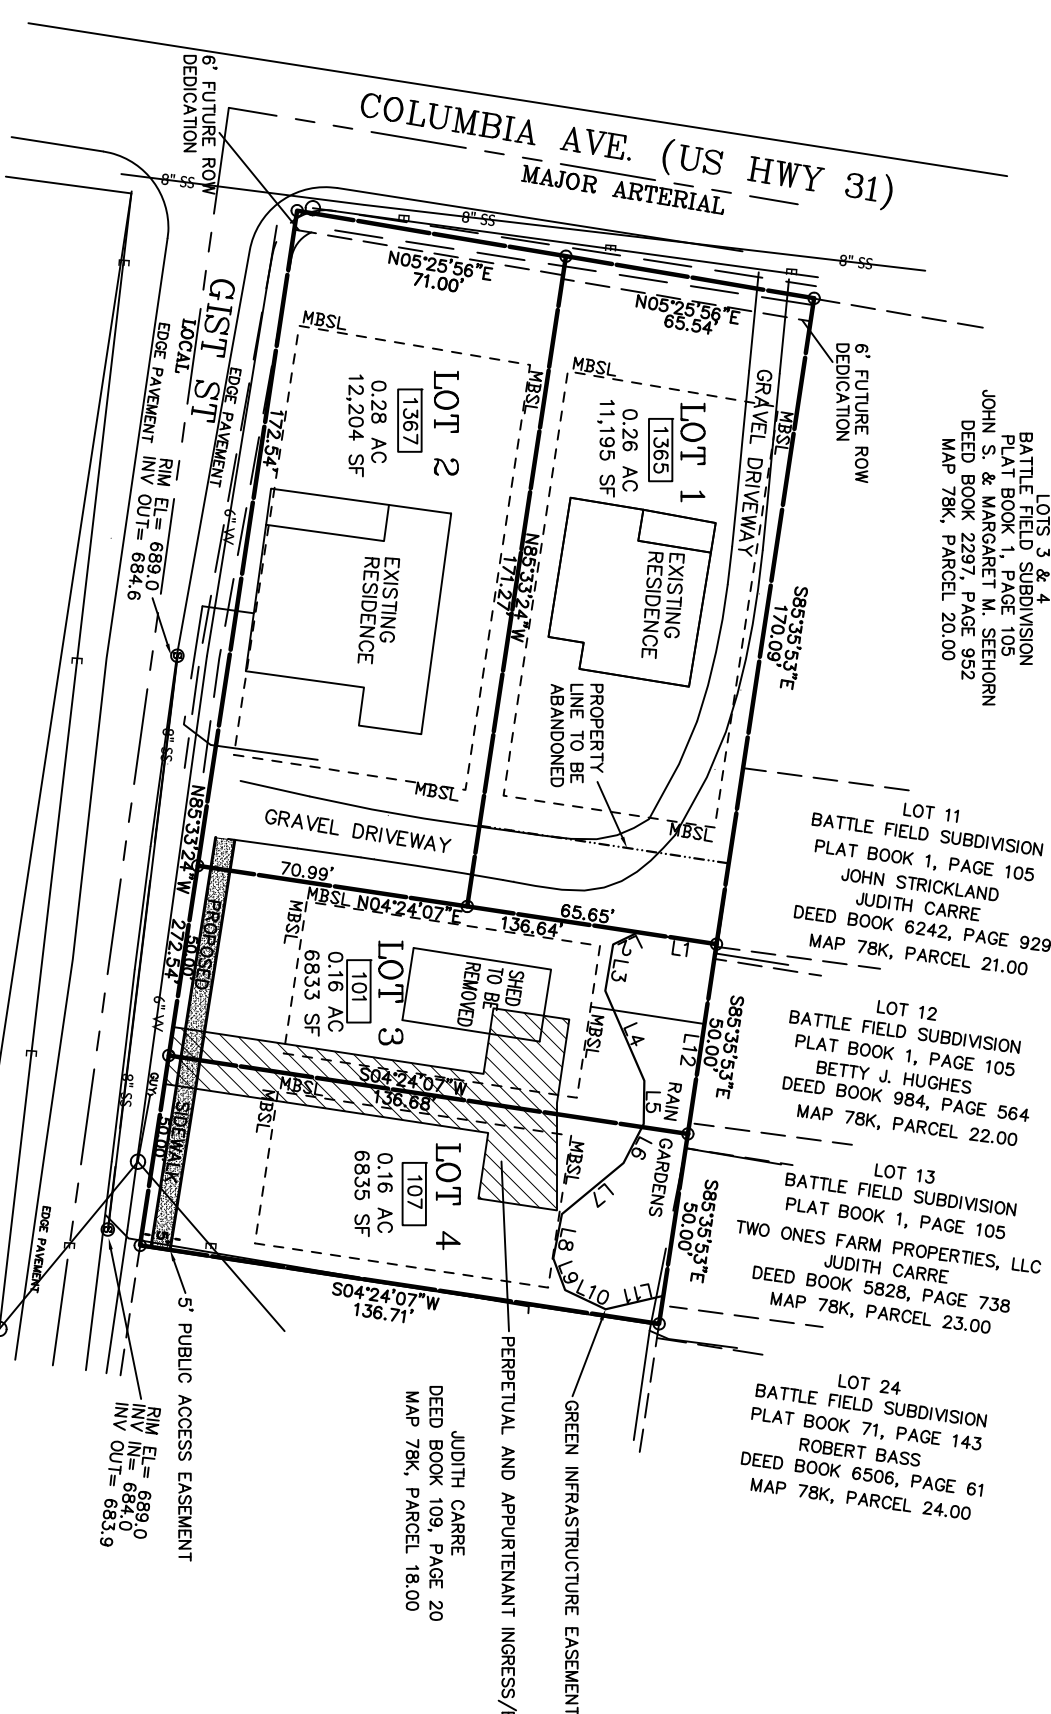 COLUMBIA AVE. (US HWY 31)
MAJOR ARTERIAL
6' FUTURE ROW
DEDICATION
8" SS
8" SS
8" SS
E
E
E
N05°25'56"E
71.00'
N05°25'56"E
65.54'
6' FUTURE ROW
DEDICATION
LOTS 3 & 4
BATTLE FIELD SUBDIVISION
PLAT BOOK 1, PAGE 105
JOHN S. & MARGARET M. SEEHORN
DEED BOOK 2297, PAGE 952
MAP 78K, PARCEL 20.00
GIST ST
LOCAL
EDGE PAVEMENT
EDGE PAVEMENT
E
E
E
E
172.54'
6" W
RIM EL= 689.0
INV OUT= 684.6
S
8" SS
MBSL
MBSL
MBSL
LOT 2
1367
0.28 AC
12,204 SF
EXISTING
RESIDENCE
MBSL
MBSL
MBSL
LOT 1
1365
0.26 AC
11,195 SF
EXISTING
RESIDENCE
GRAVEL DRIVEWAY
N85°33'24"W
171.27'
S85°35'53"E
170.09'
PROPERTY
LINE TO BE
ABANDONED
GRAVEL DRIVEWAY
LOT 11
BATTLE FIELD SUBDIVISION
PLAT BOOK 1, PAGE 105
JOHN STRICKLAND
JUDITH CARRE
DEED BOOK 6242, PAGE 929
MAP 78K, PARCEL 21.00
N85°33'24"W
272.54'
70.99'
N04°24'07"E
136.64'
65.65'
MBSL
MBSL
MBSL
LOT 3
101
0.16 AC
6833 SF
SHED
TO BE
REMOVED
L1
L2
L3
L4
L5
L6
L7
L8
L9
L10
L11
L12
RAIN
GARDENS
S85°35'53"E
50.00'
LOT 12
BATTLE FIELD SUBDIVISION
PLAT BOOK 1, PAGE 105
BETTY J. HUGHES
DEED BOOK 984, PAGE 564
MAP 78K, PARCEL 22.00
PROPOSED
SIDEWALK
50.00'
50.00'
6" W
8" SS
GUY
S04°24'07"W
136.68'
MBSL
MBSL
MBSL
LOT 4
107
0.16 AC
6835 SF
S85°35'53"E
50.00'
LOT 13
BATTLE FIELD SUBDIVISION
PLAT BOOK 1, PAGE 105
TWO ONES FARM PROPERTIES, LLC
JUDITH CARRE
DEED BOOK 5828, PAGE 738
MAP 78K, PARCEL 23.00
EDGE PAVEMENT
S
5'
E
S04°24'07"W
136.71'
5' PUBLIC ACCESS EASEMENT
RIM EL= 689.0
INV IN= 684.0
INV OUT= 683.9
JUDITH CARRE
DEED BOOK 109, PAGE 20
MAP 78K, PARCEL 18.00
PERPETUAL AND APPURTENANT INGRESS/
GREEN INFRASTRUCTURE EASEMENT
LOT 24
BATTLE FIELD SUBDIVISION
PLAT BOOK 71, PAGE 143
ROBERT BASS
DEED BOOK 6506, PAGE 61
MAP 78K, PARCEL 24.00